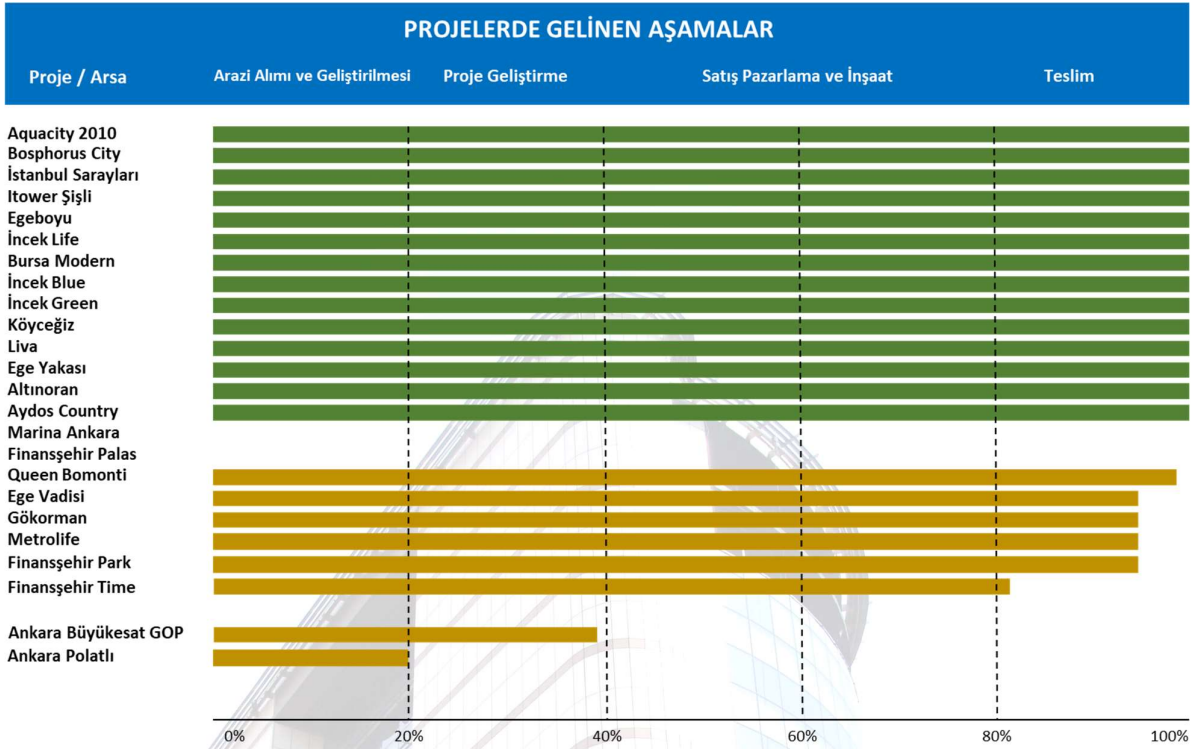 PROJELERDE GELİNEN AŞAMALAR
Proje / Arsa Arazi Alımı ve Geliştirilmesi Proje Geliştirme Satış Pazarlama ve İnşaat Teslim
Aquacity 2010
Bosphorus City
İstanbul Sarayları
Itower Şişli
Egeboyu
İncek Life
Bursa Modern
İncek Blue
İncek Green
Köyceğiz
Liva
Ege Yakası
Altınoran
Aydos Country
Marina Ankara
Finansşehir Palas
Queen Bomonti
Ege Vadisi
Gökorman
Metrolife
Finansşehir Park
Finansşehir Time
Ankara Büyükesat GOP
Ankara Polatlı
0% 20% 40% 60% 80% 100%